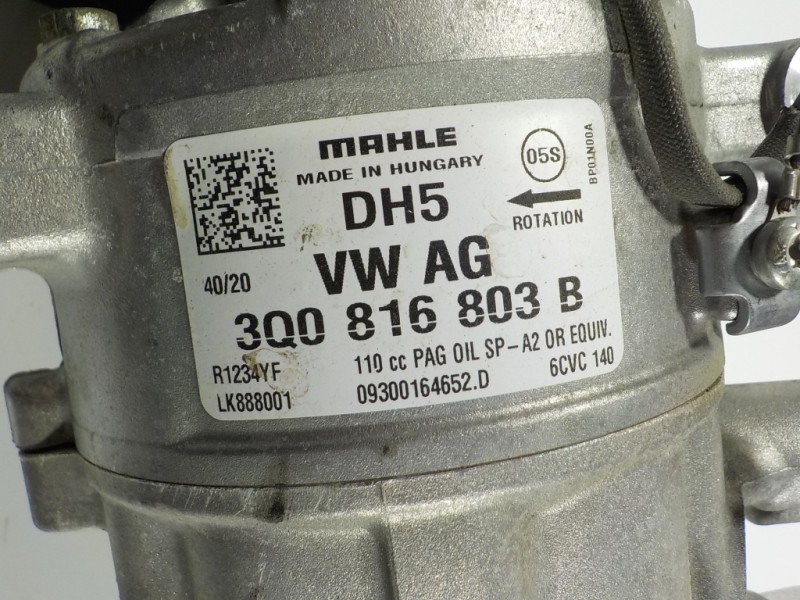 MAHLE
MADE IN HUNGARY
05S
BP01N00A
DH5
ROTATION
40/20
VW AG
3Q0 816 803 B
R1234YF
110 cc PAG OIL SP-A2 OR EQUIV.
LK888001
09300164652.D
6CVC 140